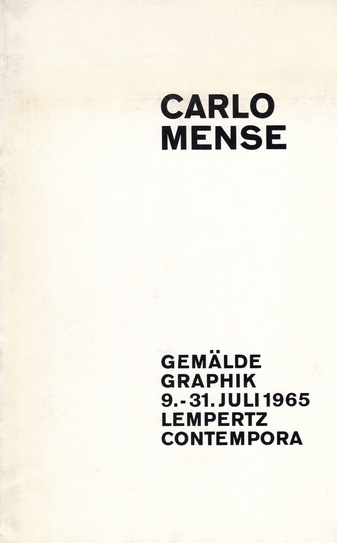 CARLO
MENSE
GEMÄLDE
GRAPHIK
9.-31. JULI 1965
LEMPERTZ
CONTEMPORA